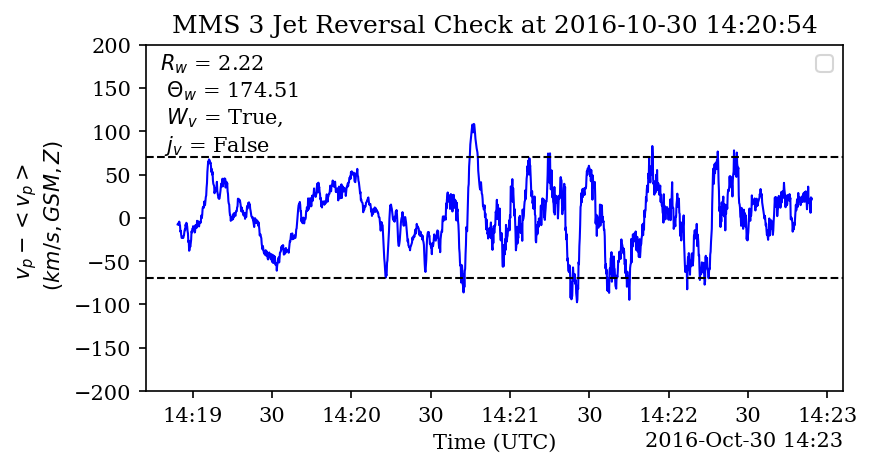 MMS 3 Jet Reversal Check at 2016-10-30 14:20:54
200
150
100
50
0
−50
−100
−150
−200
v_p − < v_p >
(km/s, GSM, Z)
R_w = 2.22
Θ_w = 174.51
W_v = True,
j_v = False
14:19 30 14:20 30 14:21 30 14:22 30 14:23
Time (UTC)
2016-Oct-30 14:23